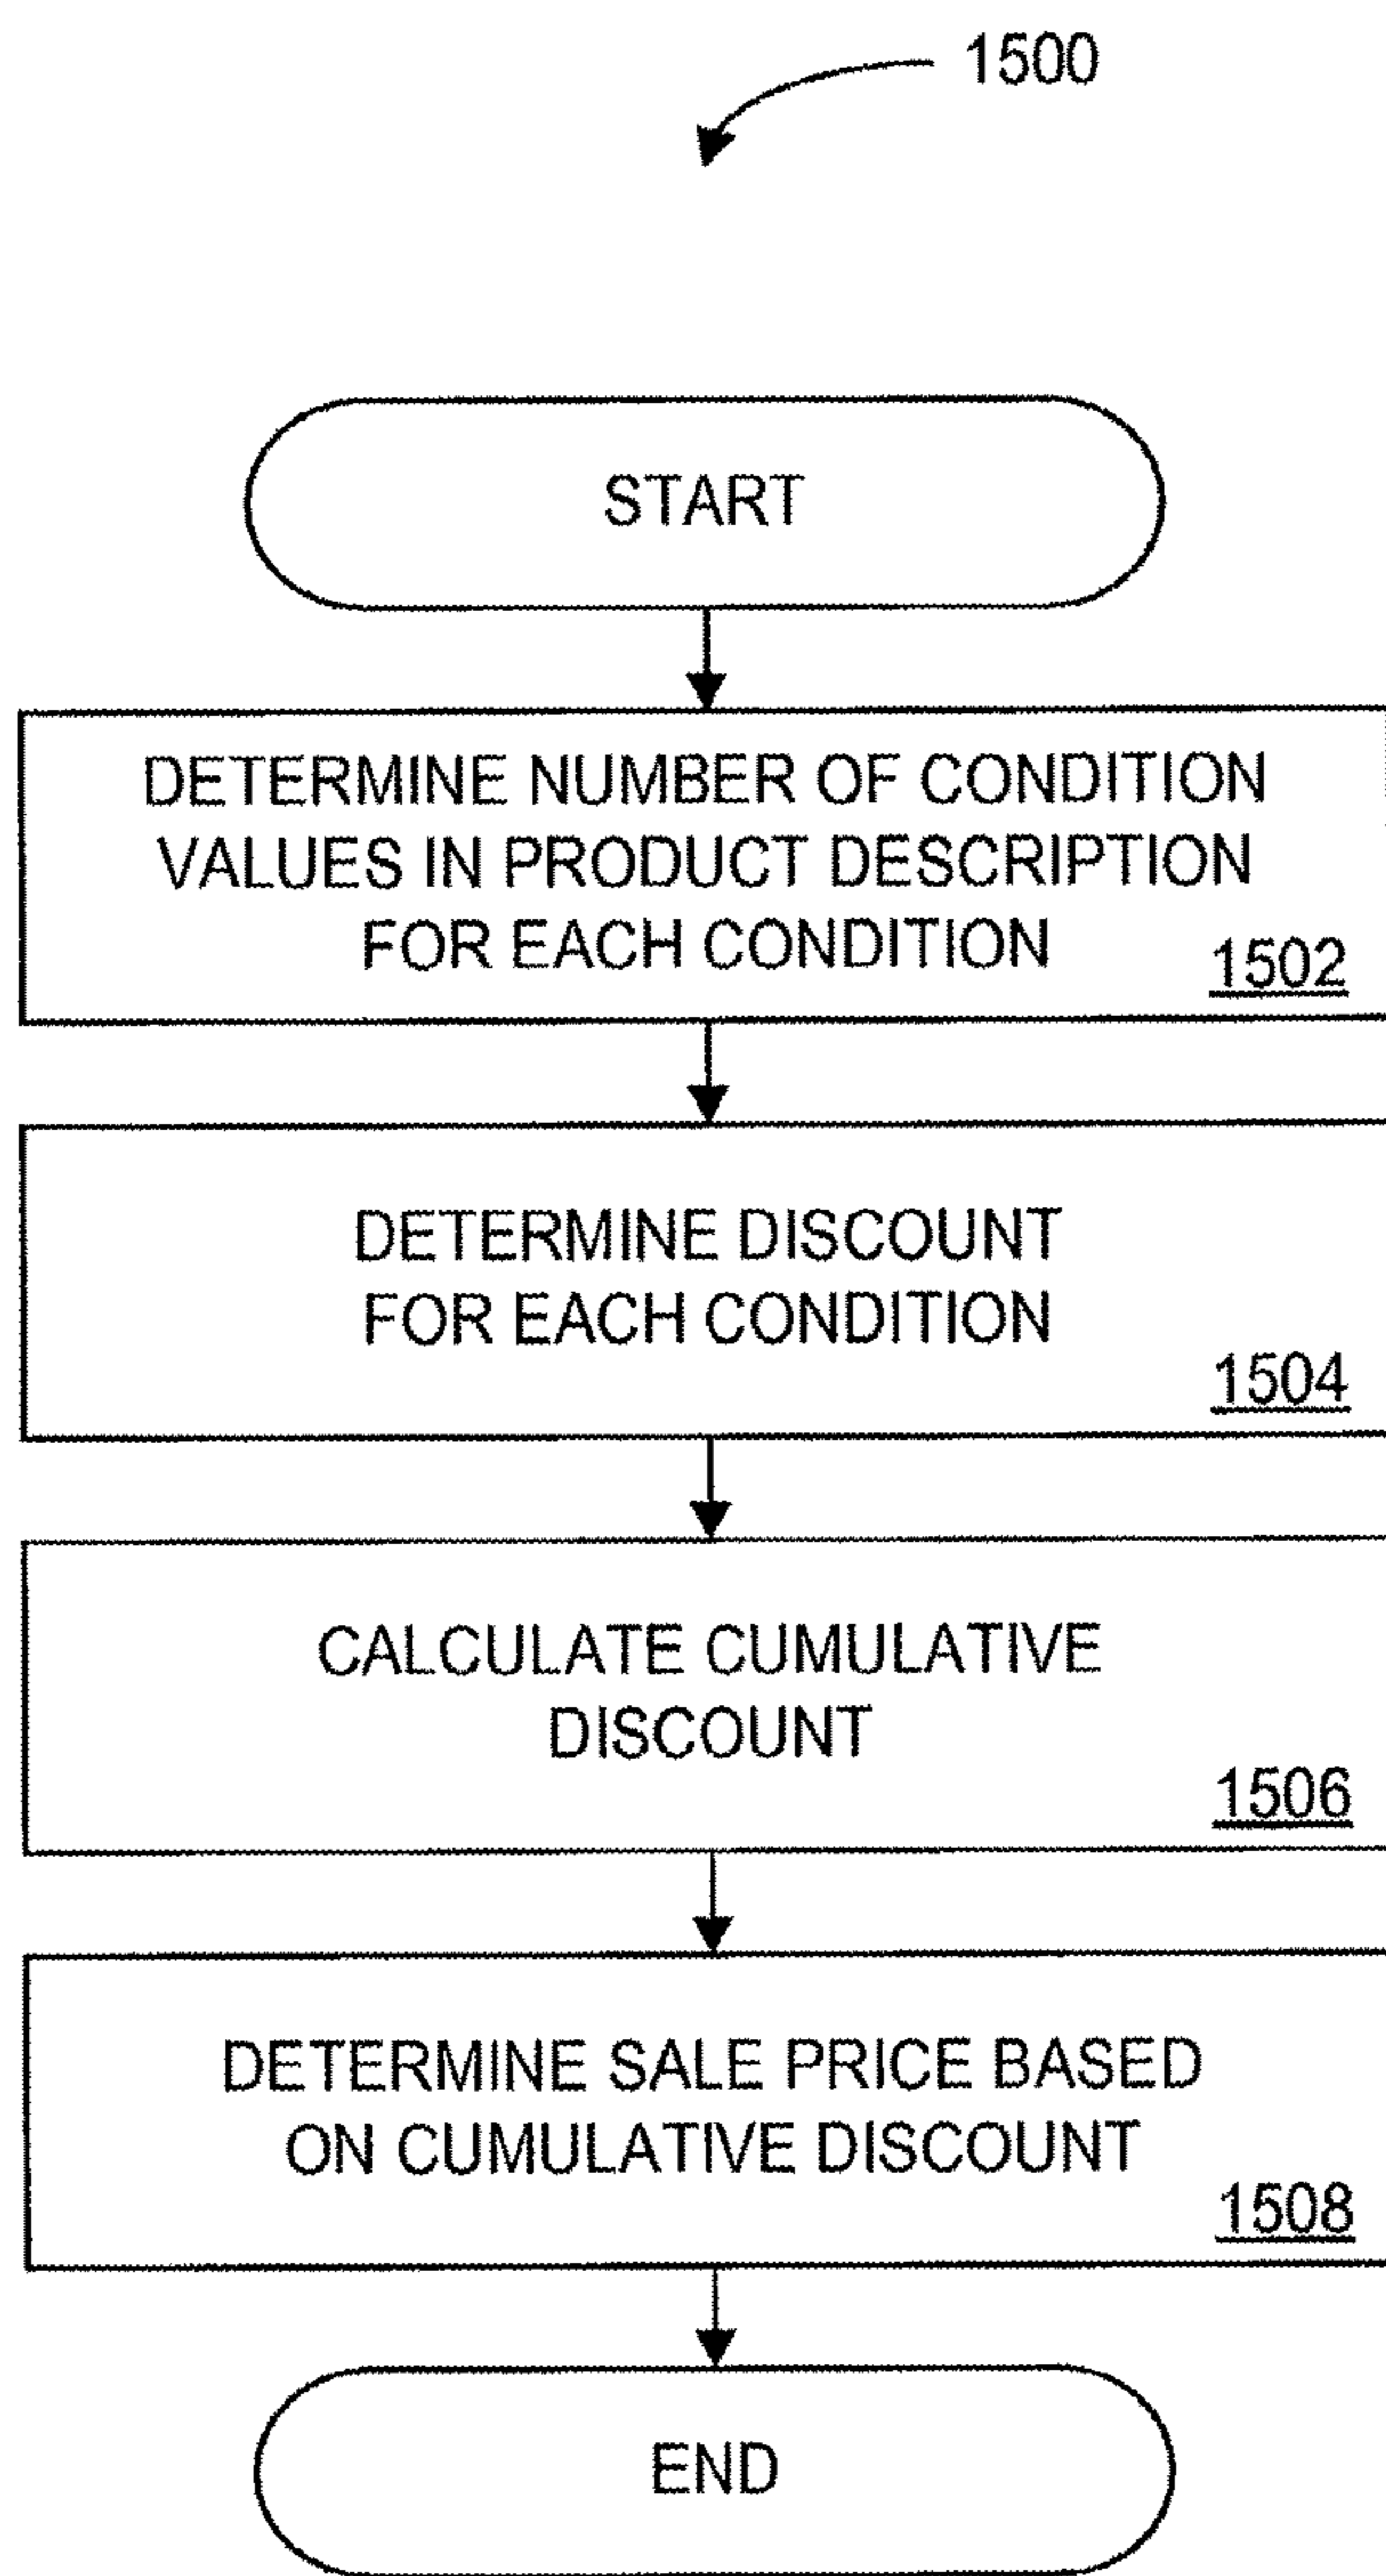 1500
START
DETERMINE NUMBER OF CONDITION
VALUES IN PRODUCT DESCRIPTION
FOR EACH CONDITION
1502
DETERMINE DISCOUNT
FOR EACH CONDITION
1504
CALCULATE CUMULATIVE
DISCOUNT
1506
DETERMINE SALE PRICE BASED
ON CUMULATIVE DISCOUNT
1508
END